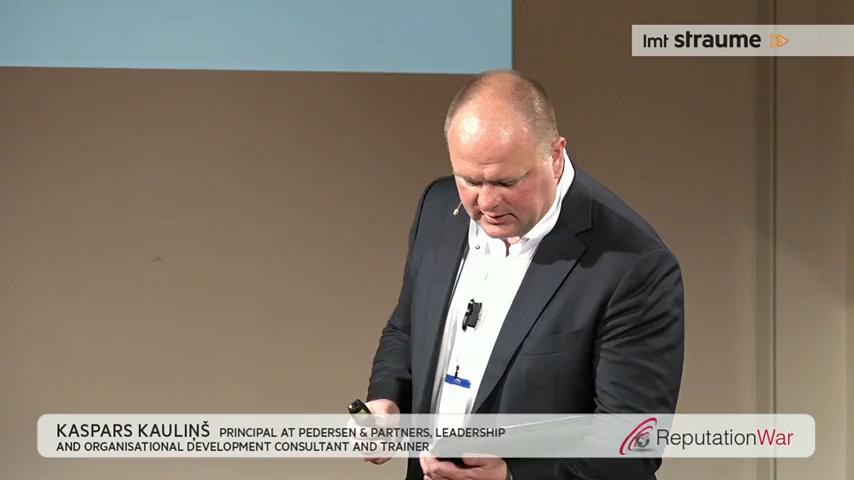 lmt straume
KASPARS KAULIŅŠ PRINCIPAL AT PEDERSEN & PARTNERS, LEADERSHIP
AND ORGANISATIONAL DEVELOPMENT CONSULTANT AND TRAINER
ReputationWar